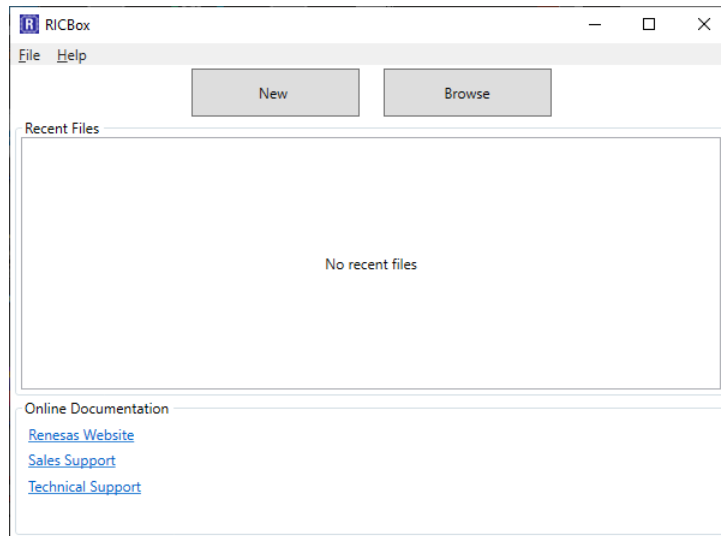 R RICBox
File Help
New Browse
Recent Files
No recent files
Online Documentation
Renesas Website
Sales Support
Technical Support